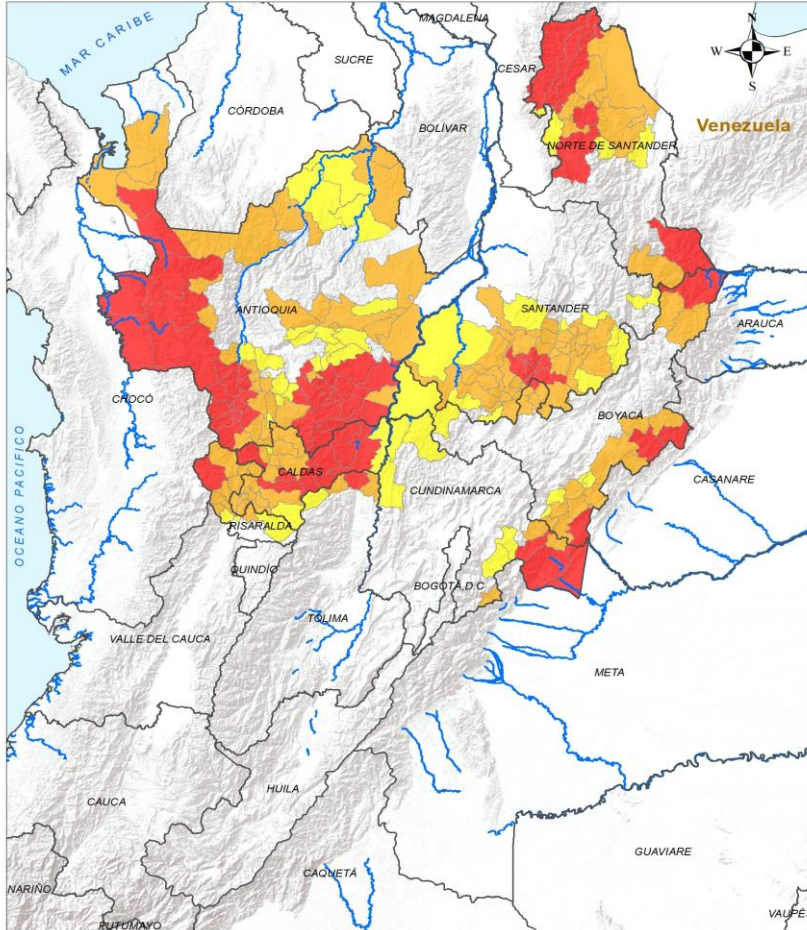 MAGDALENA
MAR CARIBE
SUCRE
CESAR
N
W E
S
CÓRDOBA
BOLÍVAR
Venezuela
NORTE DE SANTANDER
ANTIOQUIA
SANTANDER
ARAUCA
CHOCÓ
BOYACÁ
OCEANO PACIFICO
CALDAS
CASANARE
CUNDINAMARCA
RISARALDA
QUINDÍO
BOGOTÁ, D.C
TOLIMA
VALLE DEL CAUCA
META
HUILA
CAUCA
GUAVIARE
CAQUETÁ
NARIÑO
VAUPÉS
PUTUMAYO